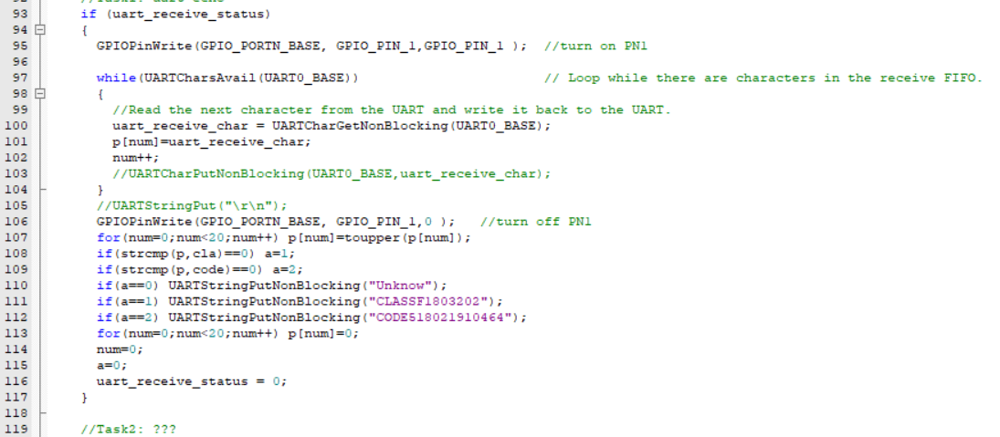 93 if (uart_receive_status)
94 {
95 GPIOPinWrite(GPIO_PORTN_BASE, GPIO_PIN_1,GPIO_PIN_1 ); //turn on PN1
96
97 while(UARTCharsAvail(UART0_BASE)) // Loop while there are characters in the receive FIFO.
98 {
99 //Read the next character from the UART and write it back to the UART.
100 uart_receive_char = UARTCharGetNonBlocking(UART0_BASE);
101 p[num]=uart_receive_char;
102 num++;
103 //UARTCharPutNonBlocking(UART0_BASE,uart_receive_char);
104 }
105 //UARTStringPut("\r\n");
106 GPIOPinWrite(GPIO_PORTN_BASE, GPIO_PIN_1,0 ); //turn off PN1
107 for(num=0;num<20;num++) p[num]=toupper(p[num]);
108 if(strcmp(p,cla)==0) a=1;
109 if(strcmp(p,code)==0) a=2;
110 if(a==0) UARTStringPutNonBlocking("Unknow");
111 if(a==1) UARTStringPutNonBlocking("CLASSF1803202");
112 if(a==2) UARTStringPutNonBlocking("CODE518021910464");
113 for(num=0;num<20;num++) p[num]=0;
114 num=0;
115 a=0;
116 uart_receive_status = 0;
117 }
118
119 //Task2: ???